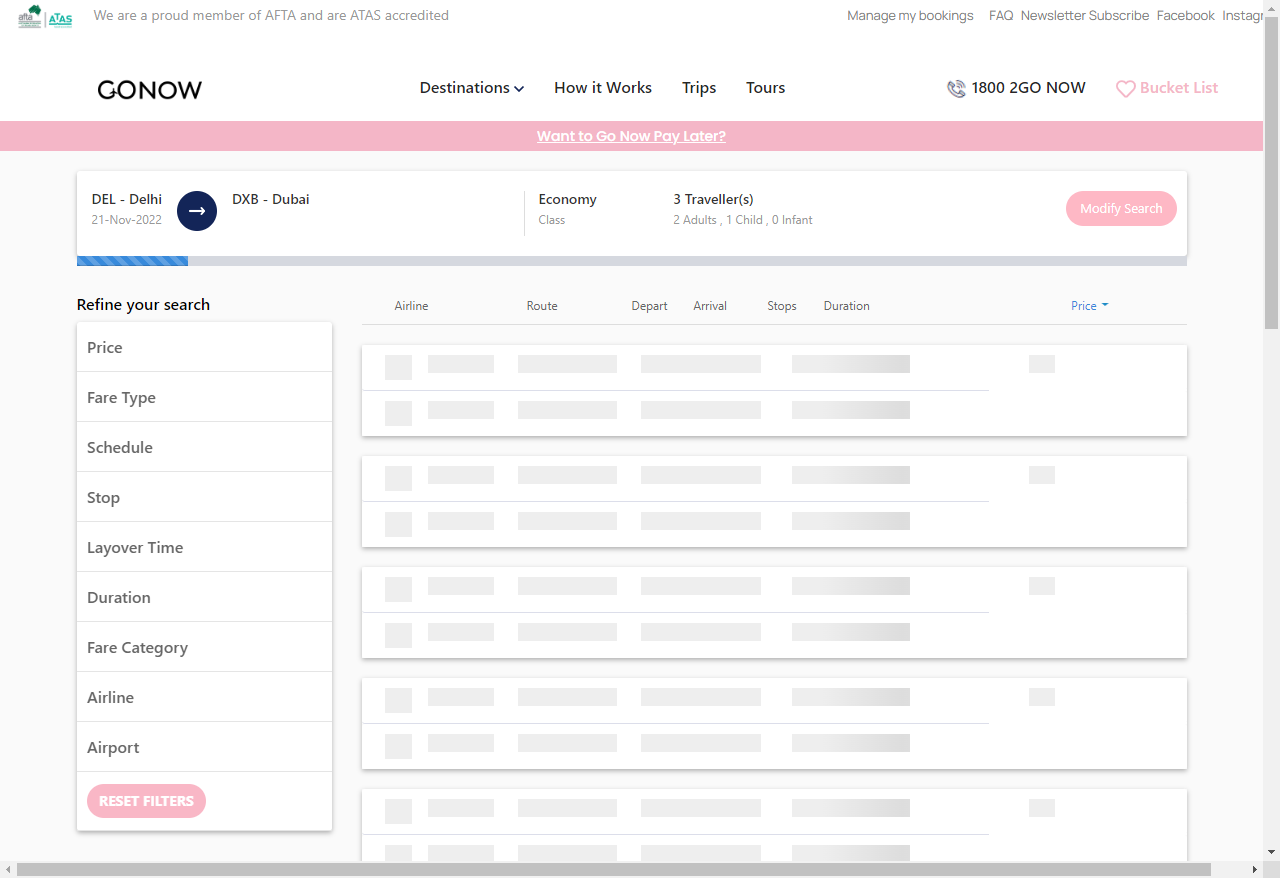 afta ATAS We are a proud member of AFTA and are ATAS accredited Manage my bookings FAQ Newsletter Subscribe Facebook
GONOW Destinations How it Works Trips Tours 1800 2GO NOW Bucket List
Want to Go Now Pay Later?
DEL - Delhi DXB - Dubai Economy 3 Traveller(s)
21-Nov-2022 Class 2 Adults , 1 Child , 0 Infant Modify Search
Refine your search Airline Route Depart Arrival Stops Duration Price
Price
Fare Type
Schedule
Stop
Layover Time
Duration
Fare Category
Airline
Airport
RESET FILTERS